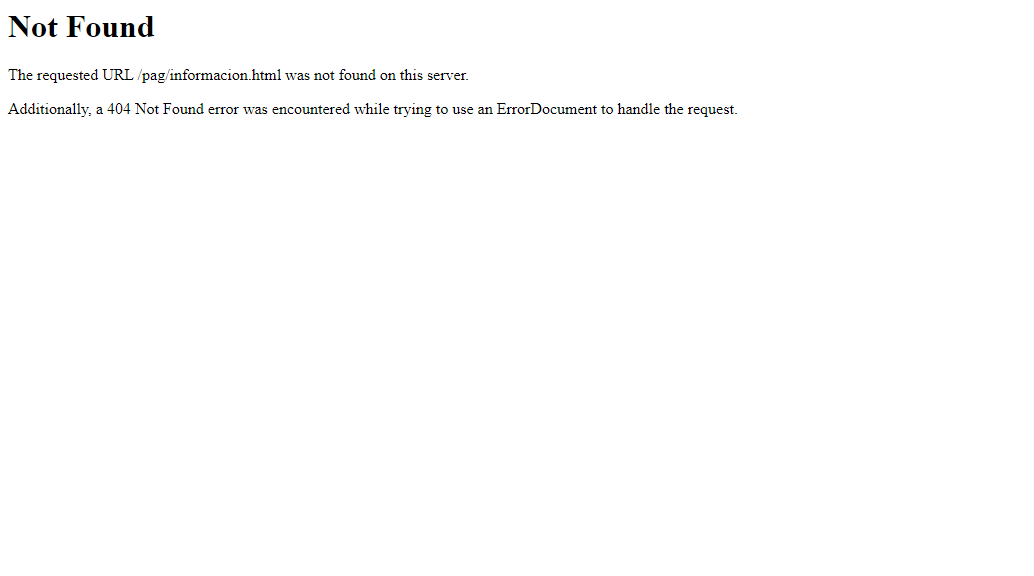 Not Found
The requested URL /pag/informacion.html was not found on this server.
Additionally, a 404 Not Found error was encountered while trying to use an ErrorDocument to handle the request.